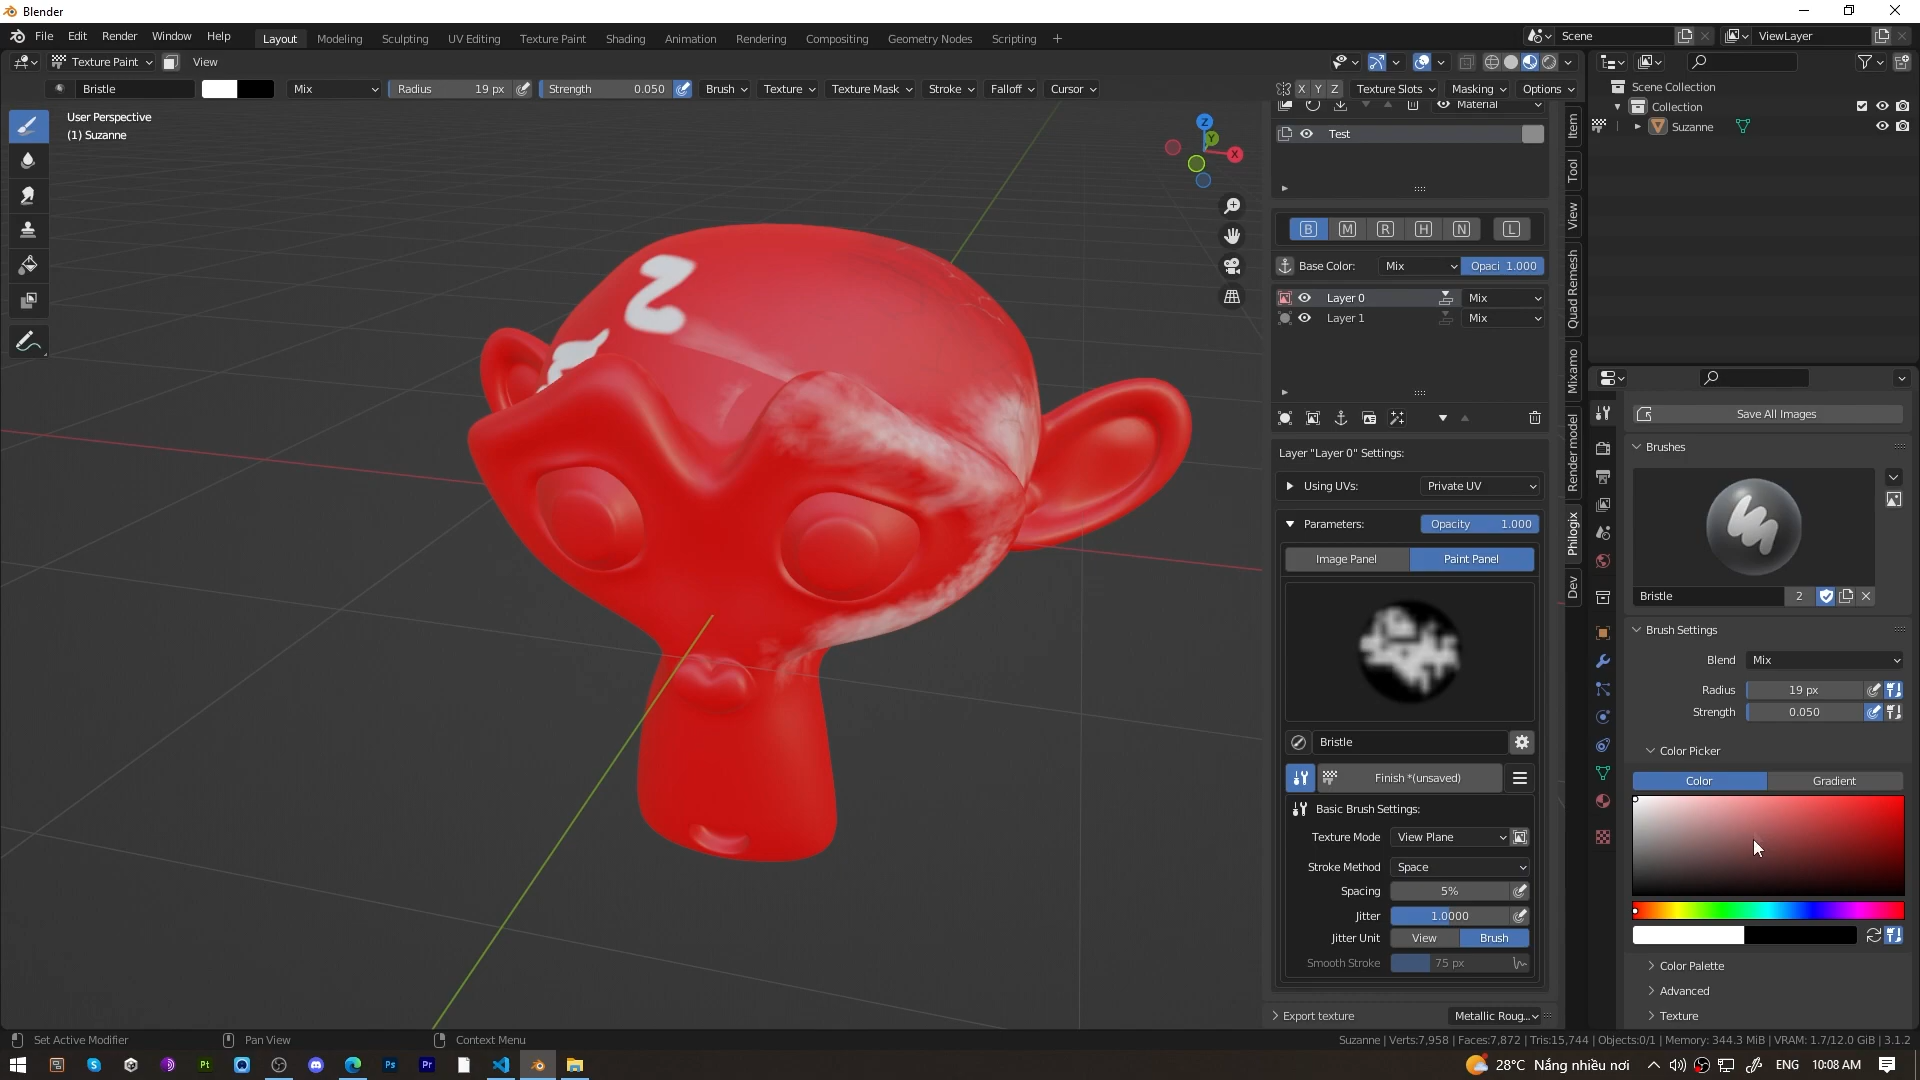 Blender
File Edit Render Window Help
Layout Modeling Sculpting UV Editing Texture Paint Shading Animation Rendering Compositing Geometry Nodes Scripting +
Scene
ViewLayer
Texture Paint View
Bristle Mix Radius 19 px Strength 0.050 Brush Texture Texture Mask Stroke Falloff Cursor
X Y Z Texture Slots Masking Options
User Perspective
(1) Suzanne
Z
Y
X
Material
Test
B M R H N L
Base Color: Mix Opaci 1.000
Layer 0 Mix
Layer 1 Mix
Layer "Layer 0" Settings:
Using UVs: Private UV
Parameters: Opacity 1.000
Image Panel Paint Panel
Bristle
Finish *(unsaved)
Basic Brush Settings:
Texture Mode View Plane
Stroke Method Space
Spacing 5%
Jitter 1.0000
Jitter Unit View Brush
Smooth Stroke 75 px
Export texture Metallic Roug...
Item
Tool
View
Quad Remesh
Mixamo
Render model
Philogix
Dev
Scene Collection
Collection
Suzanne
Save All Images
Brushes
Bristle 2
Brush Settings
Blend Mix
Radius 19 px
Strength 0.050
Color Picker
Color Gradient
Color Palette
Advanced
Texture
Set Active Modifier Pan View Context Menu
Suzanne | Verts:7,958 | Faces:7,872 | Tris:15,744 | Objects:0/1 | Memory: 344.3 MiB | VRAM: 1.7/12.0 GiB | 3.1.2
Pt Ps Pr
28°C Nắng nhiều nơi ENG 10:08 AM